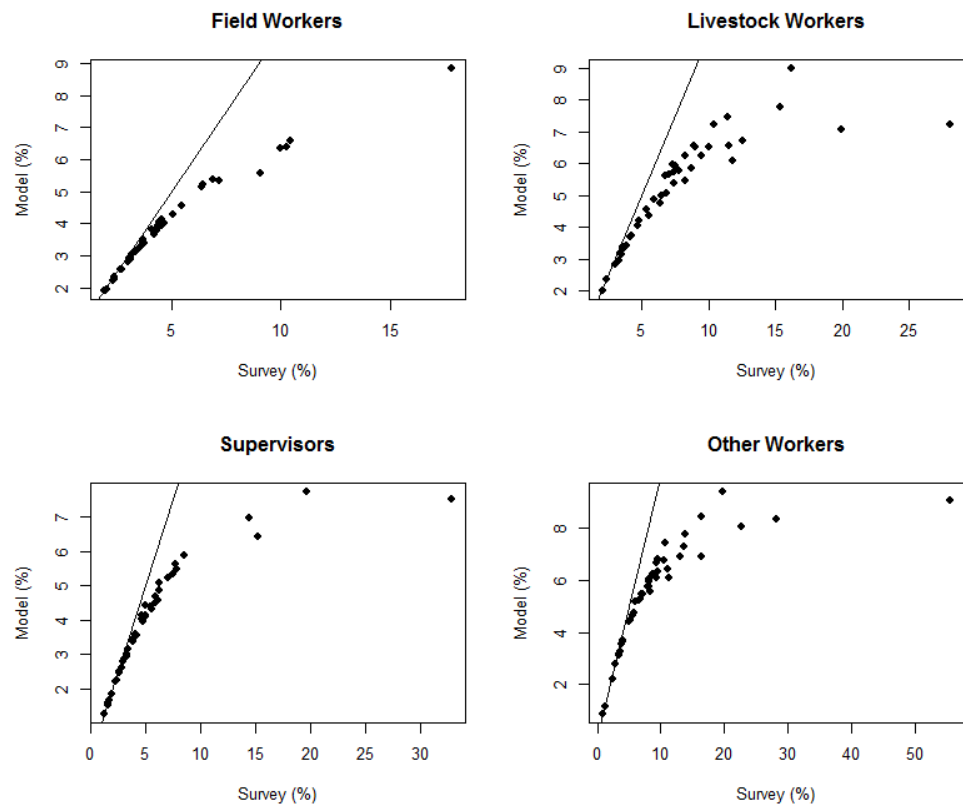 Field Workers
Model (%)
9
8
7
6
5
4
3
2
5 10 15
Survey (%)
Livestock Workers
Model (%)
9
8
7
6
5
4
3
2
5 10 15 20 25
Survey (%)
Supervisors
Model (%)
7
6
5
4
3
2
0 5 10 15 20 25 30
Survey (%)
Other Workers
Model (%)
8
6
4
2
0 10 20 30 40 50
Survey (%)